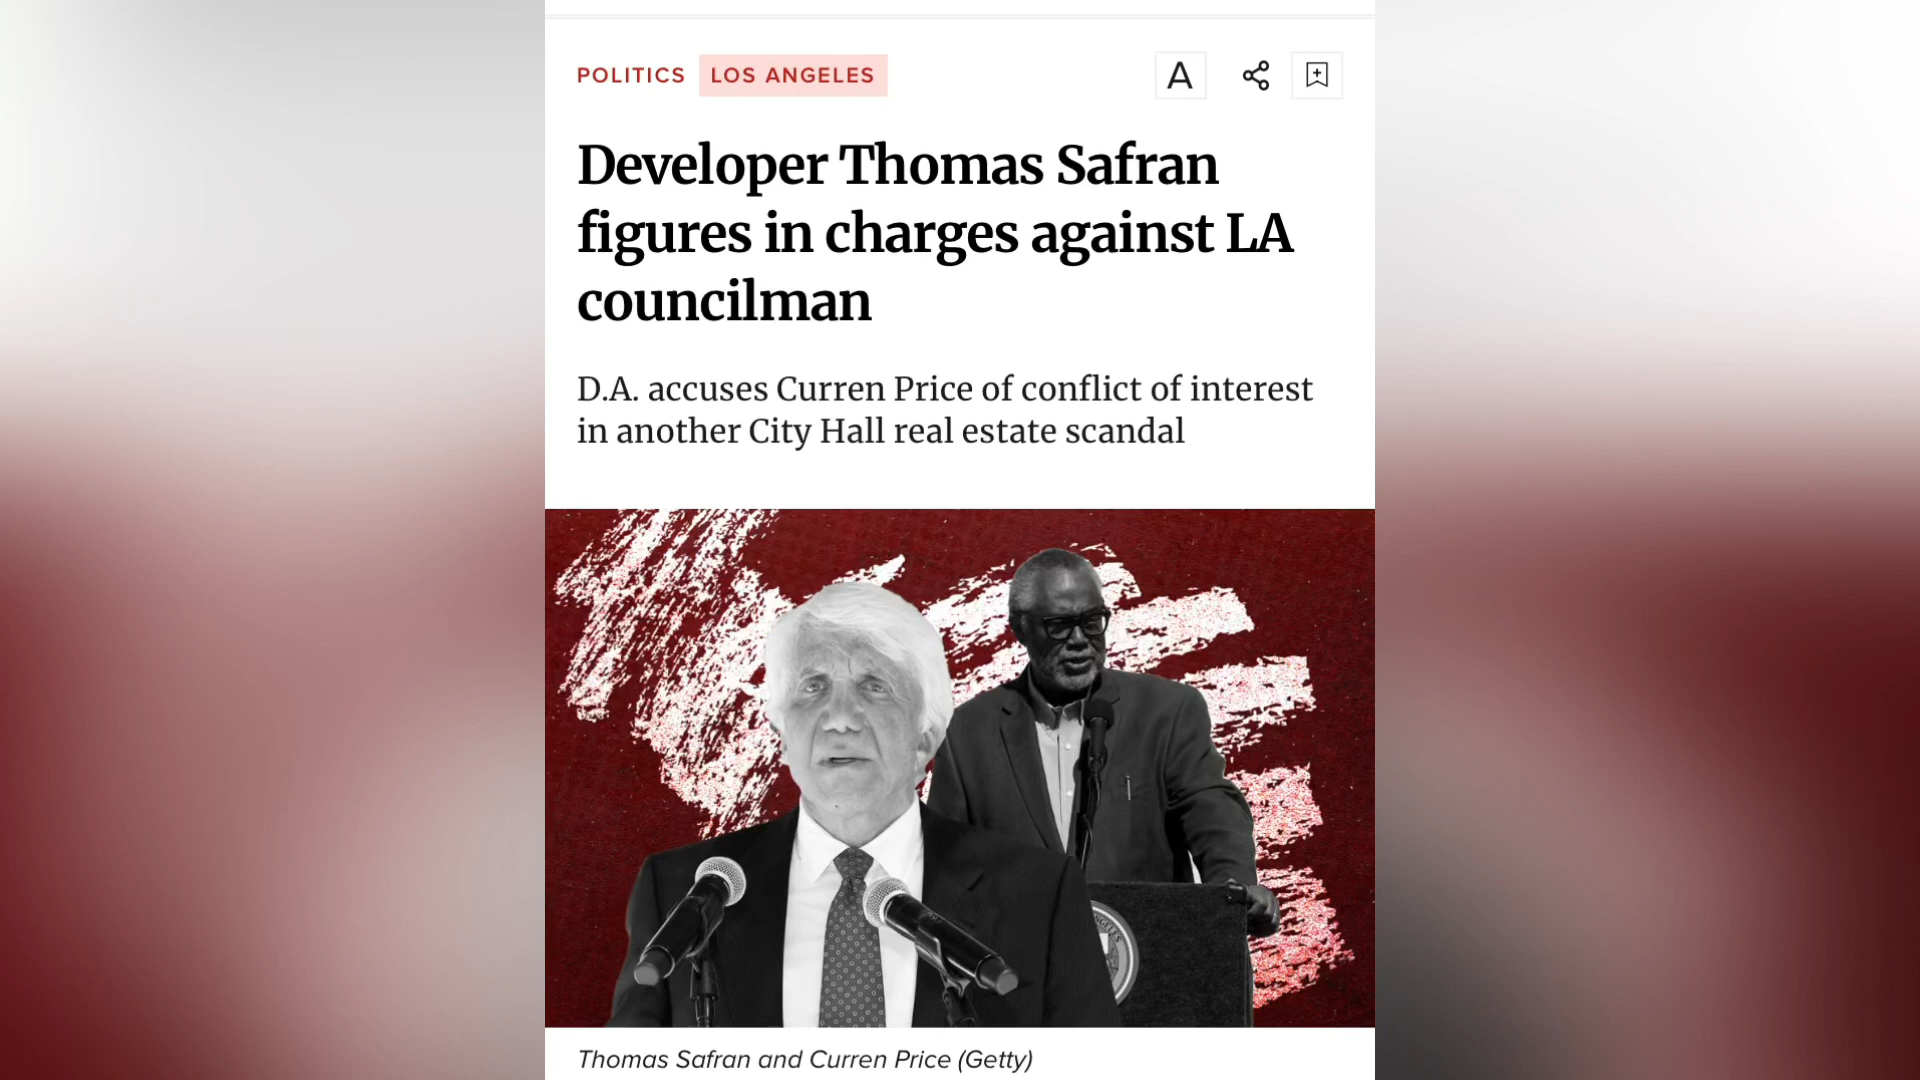 POLITICS LOS ANGELES A
Developer Thomas Safran
figures in charges against LA
councilman
D.A. accuses Curren Price of conflict of interest
in another City Hall real estate scandal
Thomas Safran and Curren Price (Getty)